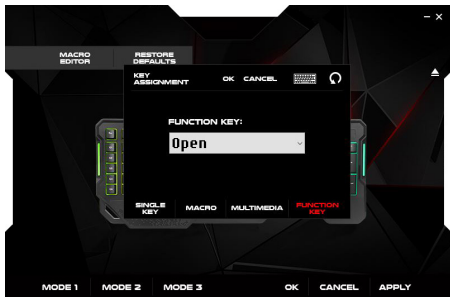 MACRO EDITOR
RESTORE DEFAULTS
KEY ASSIGNMENT
OK CANCEL
FUNCTION KEY:
Open
SINGLE KEY
MACRO
MULTIMEDIA
FUNCTION KEY
MODE 1 MODE 2 MODE 3 OK CANCEL APPLY